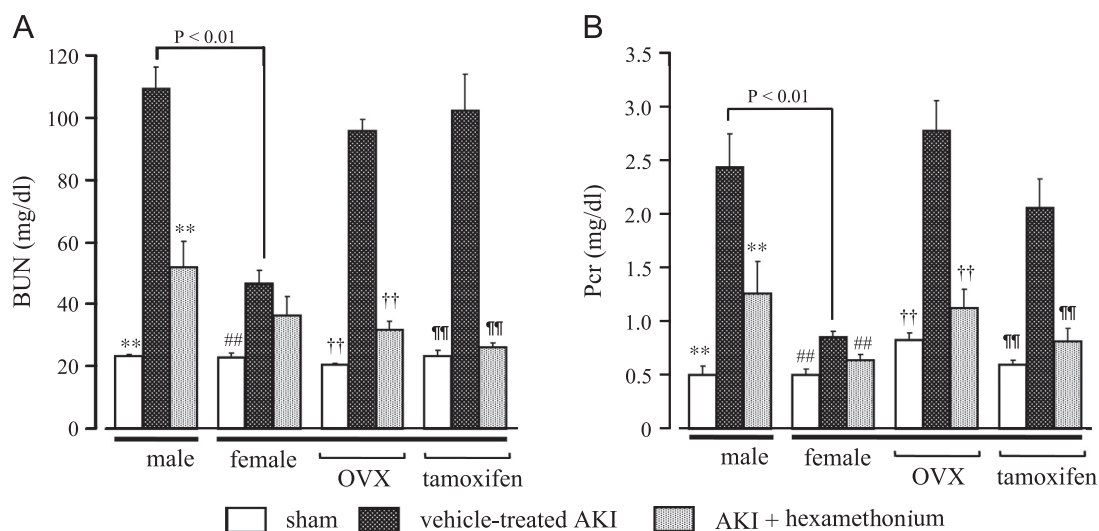 A
BUN (mg/dl)
120
100
80
60
40
20
0
P < 0.01
**
**
##
††
††
¶¶
¶¶
male
female
OVX
tamoxifen
B
Pcr (mg/dl)
3.5
3.0
2.5
2.0
1.5
1.0
0.5
0
P < 0.01
**
**
##
##
††
††
¶¶
¶¶
male
female
OVX
tamoxifen
sham
vehicle-treated AKI
AKI + hexamethonium